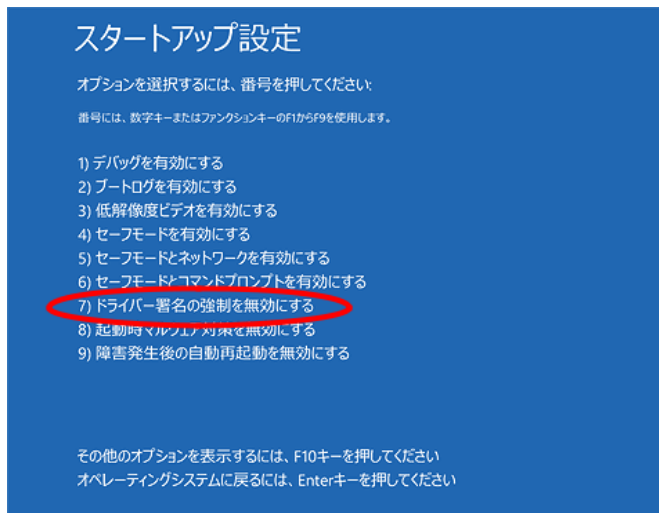 スタートアップ設定
オプションを選択するには、番号を押してください:
番号には、数字キーまたはファンクションキーのF1からF9を使用します。
1) デバッグを有効にする
2) ブートログを有効にする
3) 低解像度ビデオを有効にする
4) セーフモードを有効にする
5) セーフモードとネットワークを有効にする
6) セーフモードとコマンドプロンプトを有効にする
7) ドライバー署名の強制を無効にする
8) 起動時マルウェア対策を無効にする
9) 障害発生後の自動再起動を無効にする
その他のオプションを表示するには、F10キーを押してください
オペレーティングシステムに戻るには、Enterキーを押してください